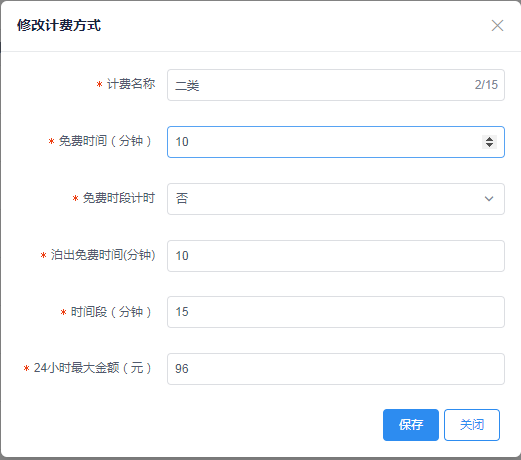 修改计费方式
* 计费名称 二类 2/15
* 免费时间（分钟） 10
* 免费时段计时 否
* 泊出免费时间(分钟) 10
* 时间段（分钟） 15
* 24小时最大金额（元） 96
保存 关闭